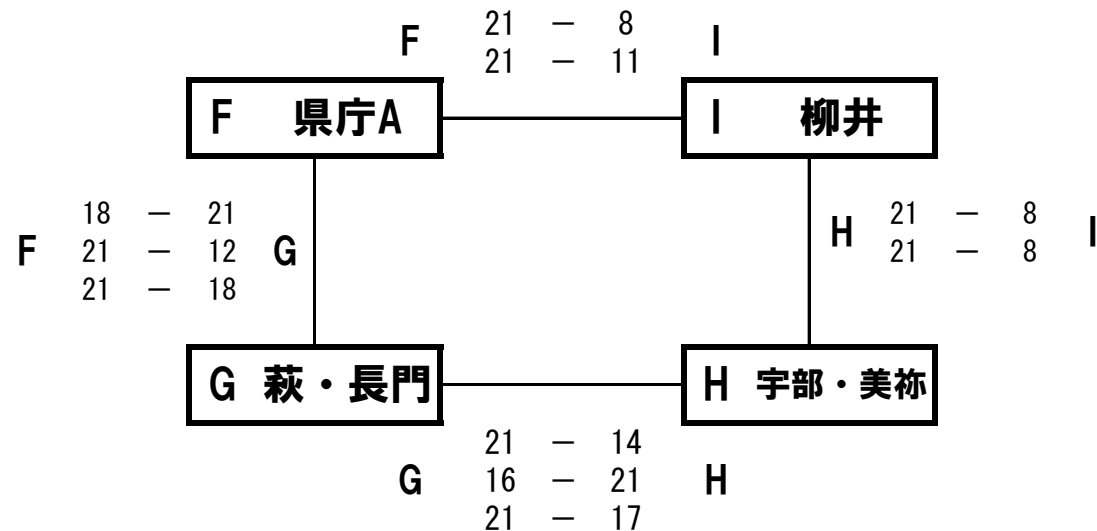 F 21 － 8 I
21 － 11
F 県庁A I 柳井
18 － 21
F 21 － 12 G
21 － 18
H 21 － 8 I
21 － 8
G 萩・長門 H 宇部・美祢
21 － 14
G 16 － 21 H
21 － 17